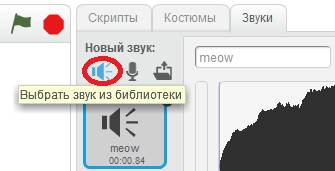 Скрипты Костюмы Звуки
Новый звук:
meow
Выбрать звук из библиотеки
meow
00:00.84